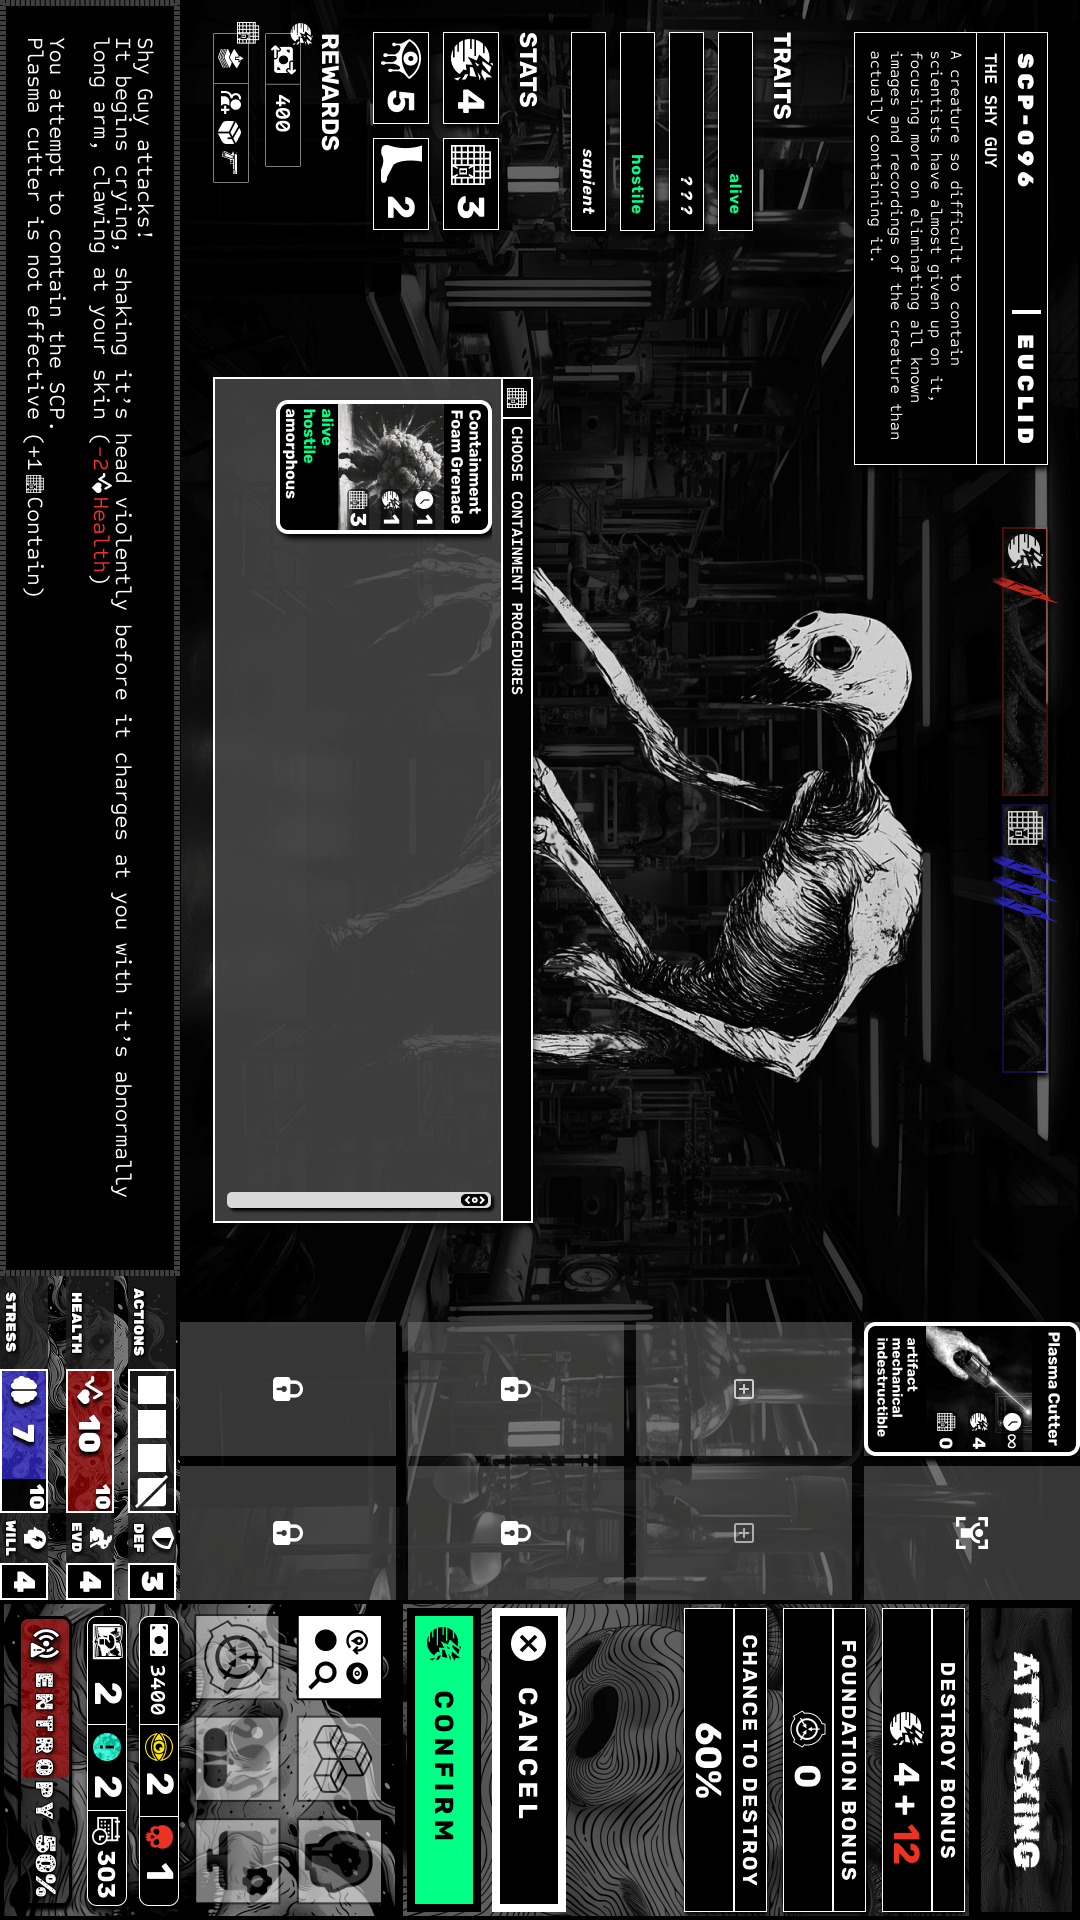 SCP-096
EUCLID
THE SHY GUY
A creature so difficult to contain
scientists have almost given up on it,
focusing more on eliminating all known
images and recordings of the creature than
actually containing it.
TRAITS
alive
???
hostile
sapient
STATS
4
3
5
2
REWARDS
400
CHOOSE CONTAINMENT PROCEDURES
Containment
Foam Grenade
1
1
3
alive
hostile
amorphous
Plasma Cutter
∞
4
0
artifact
mechanical
indestructible
Shy Guy attacks!
It begins crying, shaking it's head violently before it charges at you with it's abnormally
long arm, clawing at your skin (-2 Health)
You attempt to contain the SCP.
Plasma cutter is not effective (+1 Contain)
ACTIONS
DEF
3
HEALTH
10
10
EVD
4
STRESS
7
10
WILL
4
ATTACKING
DESTROY BONUS
4+12
FOUNDATION BONUS
0
CHANCE TO DESTROY
60%
CANCEL
CONFIRM
3400
2
1
2
2
303
ENTROPY 50%